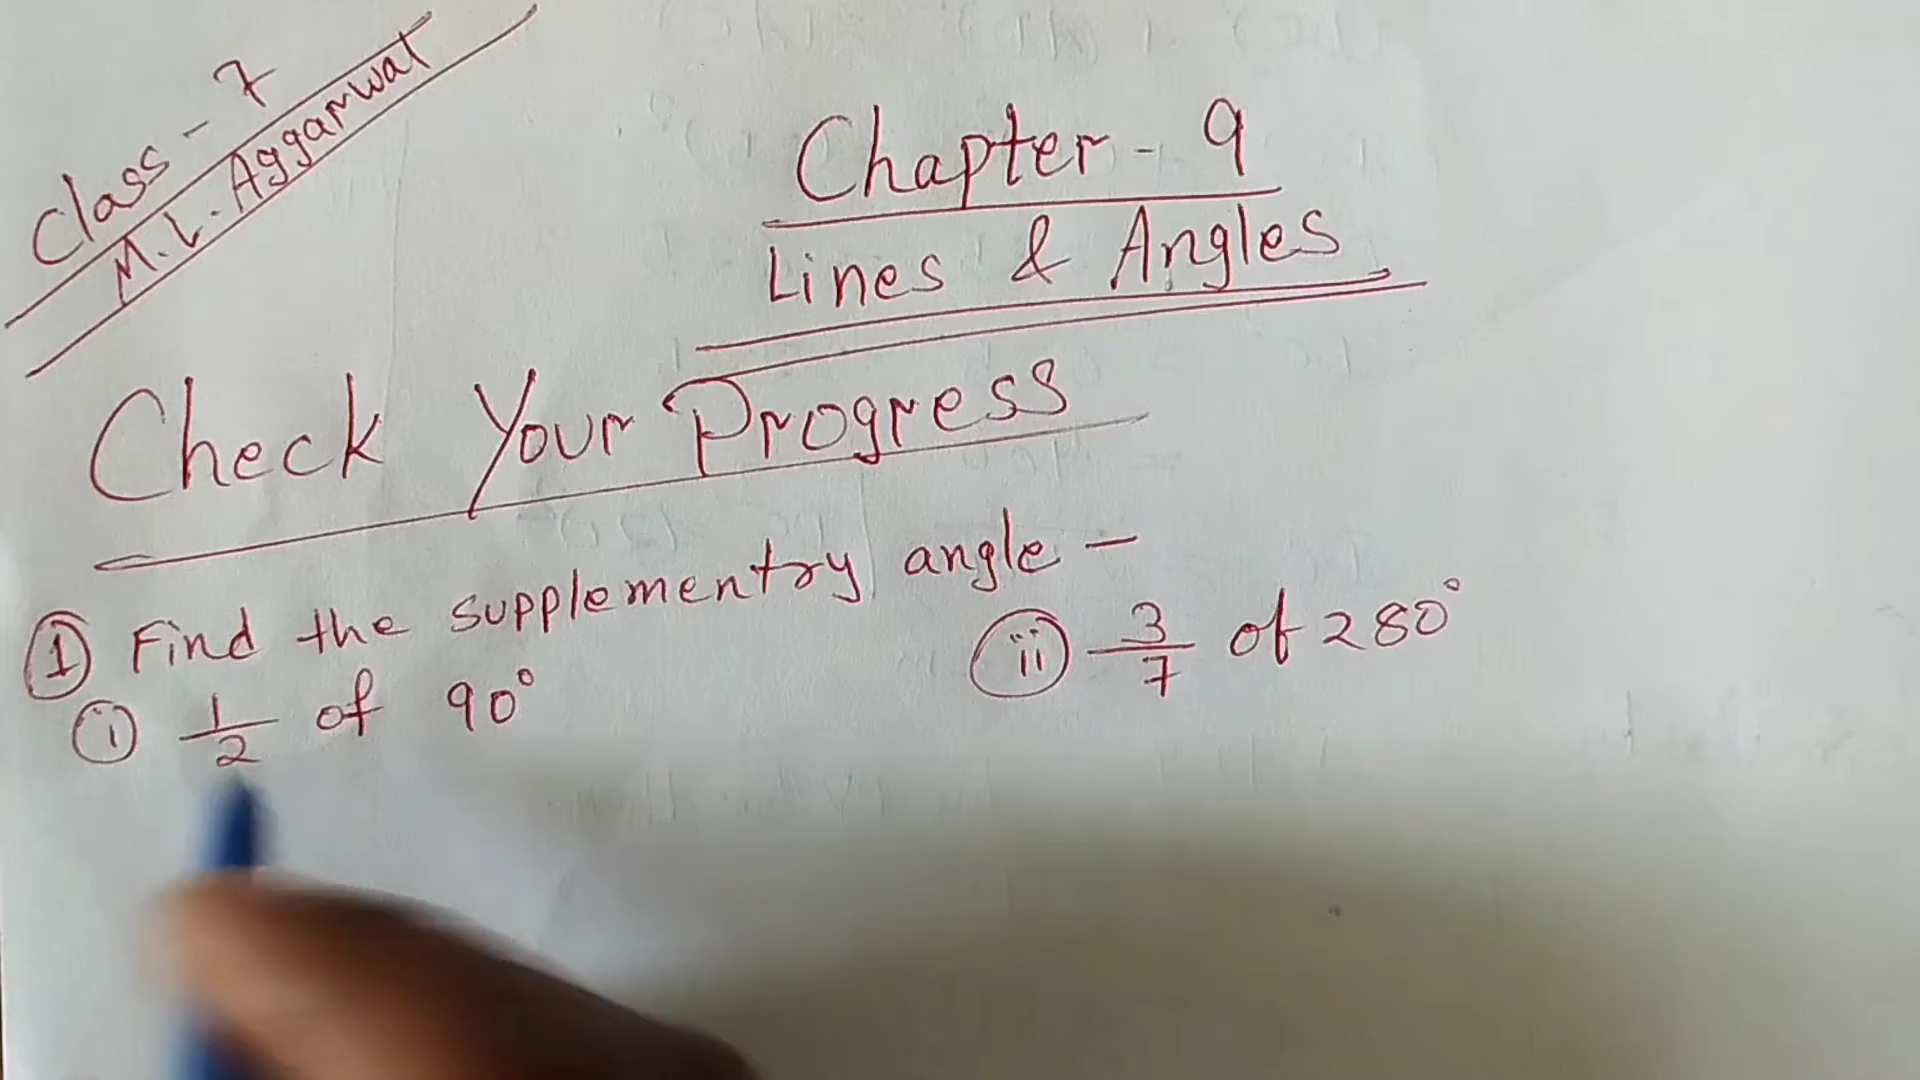 Class - 7
M.L. Aggarwal
Chapter - 9
Lines & Angles
Check Your Progress
1 Find the supplementry angle -
i 1/2 of 90°
ii 3/7 of 280°